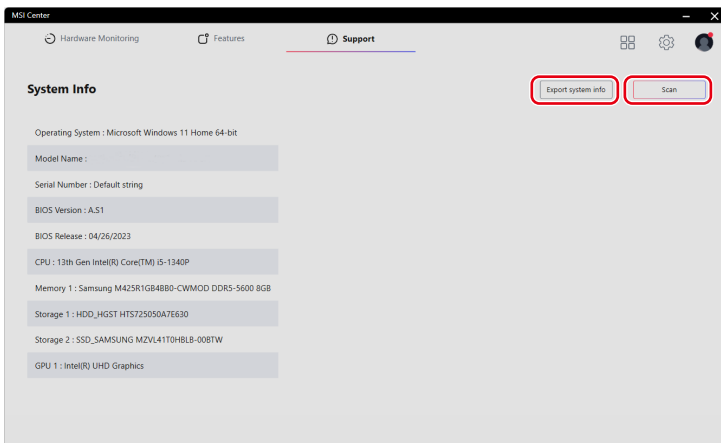 MSI Center
Hardware Monitoring Features Support
System Info Export system info Scan
Operating System : Microsoft Windows 11 Home 64-bit
Model Name :
Serial Number : Default string
BIOS Version : A.S1
BIOS Release : 04/26/2023
CPU : 13th Gen Intel(R) Core(TM) i5-1340P
Memory 1 : Samsung M425R1GB4BB0-CWMOD DDR5-5600 8GB
Storage 1 : HDD_HGST HTS725050A7E630
Storage 2 : SSD_SAMSUNG MZVL41T0HBLB-00BTW
GPU 1 : Intel(R) UHD Graphics